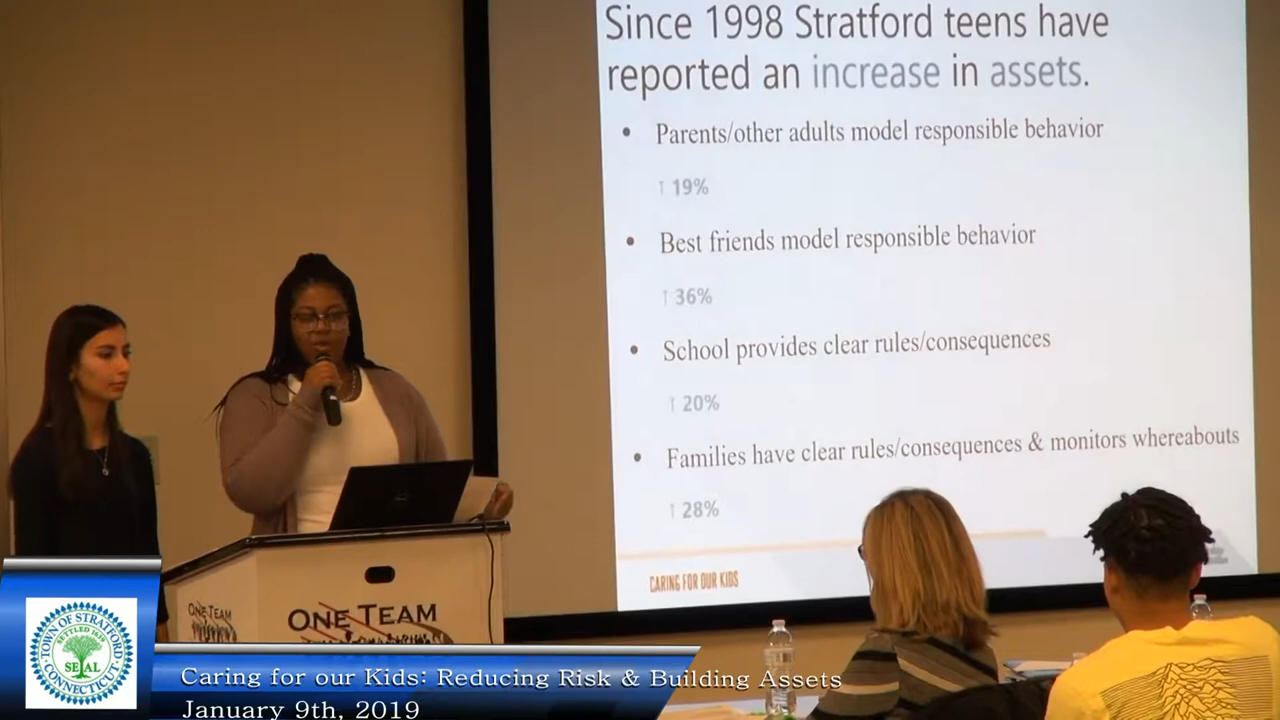 Since 1998 Stratford teens have
reported an increase in assets.
• Parents/other adults model responsible behavior
↑ 19%
• Best friends model responsible behavior
↑ 36%
• School provides clear rules/consequences
↑ 20%
• Families have clear rules/consequences & monitors whereabouts
↑ 28%
CARING FOR OUR KIDS
ONE TEAM
ONE TEAM
TOWN OF STRATFORD
SETTLED 1639
SEAL
CONNECTICUT
Caring for our Kids: Reducing Risk & Building Assets
January 9th, 2019